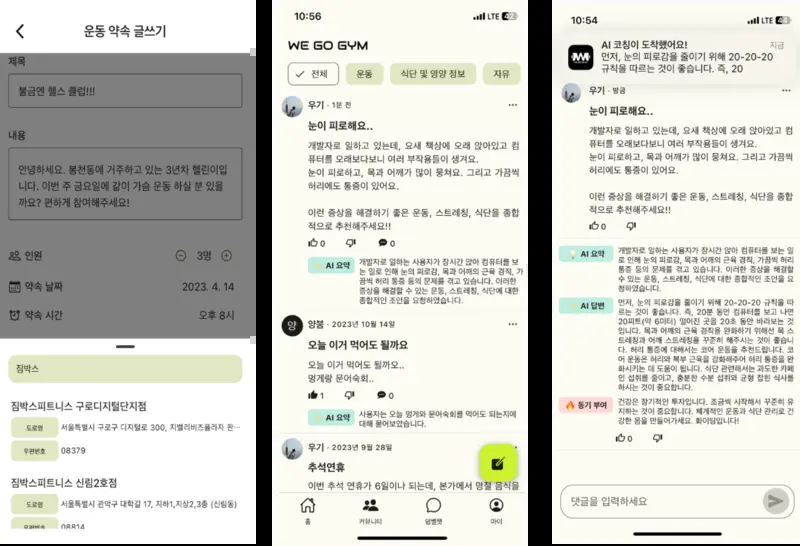 운동 약속 글쓰기
제목
불금엔 헬스 클럽!!!
내용
안녕하세요. 봉천동에 거주하고 있는 3년차 헬린이입
니다. 이번 주 금요일에 같이 가슴 운동 하실 분 있을
까요? 편하게 참여해주세요!
인원
3명
약속 날짜
2023. 4. 14
약속 시간
오후 8시
짐박스
짐박스피트니스 구로디지털단지점
도로명
서울특별시 구로구 디지털로 300, 지밸리비즈플라자 판…
우편번호
08379
짐박스피트니스 신림2호점
도로명
서울특별시 관악구 대학길 17, 지하1,지상2,3층 (신림동)
우편번호
08814
10:56
LTE 42
WE GO GYM
전체
운동
식단 및 영양 정보
자유
우기 · 1분 전
눈이 피로해요..
개발자로 일하고 있는데, 요새 책상에 오래 앉아있고 컴
퓨터를 오래보다보니 여러 부작용들이 생겨요.
눈이 피로하고, 목과 어깨가 많이 뭉쳐요. 그리고 가끔씩
허리에도 통증이 있어요.
이런 증상을 해결하기 좋은 운동, 스트레칭, 식단을 종합
적으로 추천해주세요!!
0
0
AI 요약
개발자로 일하는 사용자가 장시간 앉아 컴퓨터를 보는
일로 인해 눈의 피로감, 목과 어깨의 근육 경직, 가
끔씩 허리 통증 등의 문제를 겪고 있습니다. 이러한
증상을 해결할 수 있는 운동, 스트레칭, 식단에 대한
종합적인 조언을 요청하였습니다.
양
양봉 · 2023년 10월 14일
오늘 이거 먹어도 될까요
오늘 이거 먹어도 될까오..
멍게랑 문어숙회..
1
0
AI 요약
사용자는 오늘 멍게와 문어숙회를 먹어도 되는지에
대해 물어보았습니다.
우기 · 2023년 9월 28일
추석연휴
이번 추석 연휴가 6일이나 되는데, 본가에서 명절 음식을
홈
커뮤니티
덤벨챗
마이
10:54
LTE
AI 코칭이 도착했어요!
지금
먼저, 눈의 피로감을 줄이기 위해 20-20-20
규칙을 따르는 것이 좋습니다. 즉, 20
우기 · 방금
눈이 피로해요..
개발자로 일하고 있는데, 요새 책상에 오래 앉아있고 컴
퓨터를 오래보다보니 여러 부작용들이 생겨요.
눈이 피로하고, 목과 어깨가 많이 뭉쳐요. 그리고 가끔씩
허리에도 통증이 있어요.
이런 증상을 해결하기 좋은 운동, 스트레칭, 식단을 종합
적으로 추천해주세요!!
0
AI 요약
개발자로 일하는 사용자가 장시간 앉아 컴퓨터를 보는
일로 인해 눈의 피로감, 목과 어깨의 근육 경직, 가끔씩 허리
통증 등의 문제를 겪고 있습니다. 이러한 증상을 해결할
수 있는 운동, 스트레칭, 식단에 대한 종합적인 조언을 요
청하였습니다.
AI 답변
먼저, 눈의 피로감을 줄이기 위해 20-20-20 규칙을 따
르는 것이 좋습니다. 즉, 20분 동안 컴퓨터를 보고 나면
20피트(약 6미터) 떨어진 곳을 20초 동안 바라보는 것
입니다. 목과 어깨의 근육 경직을 완화하기 위해선 목 스
트레칭과 어깨 스트레칭을 꾸준히 해주시는 것이 좋습니
다. 허리 통증에 대해서는 코어 운동을 추천드립니다. 코
어 운동은 허리와 복부 근육을 강화해주어 허리 통증을 완
화시키는 데 도움이 됩니다. 식단 관련해서는 과도한 카페
인 섭취를 줄이고, 충분한 수분 섭취와 균형 잡힌 식사를
하시는 것이 중요합니다.
동기 부여
건강은 장기적인 투자입니다. 조금씩 시작해서 꾸준히 유
지하는 것이 중요합니다. 체계적인 운동과 식단 관리로 건
강한 몸을 만들어가세요. 화이팅입니다!
0
댓글을 입력하세요